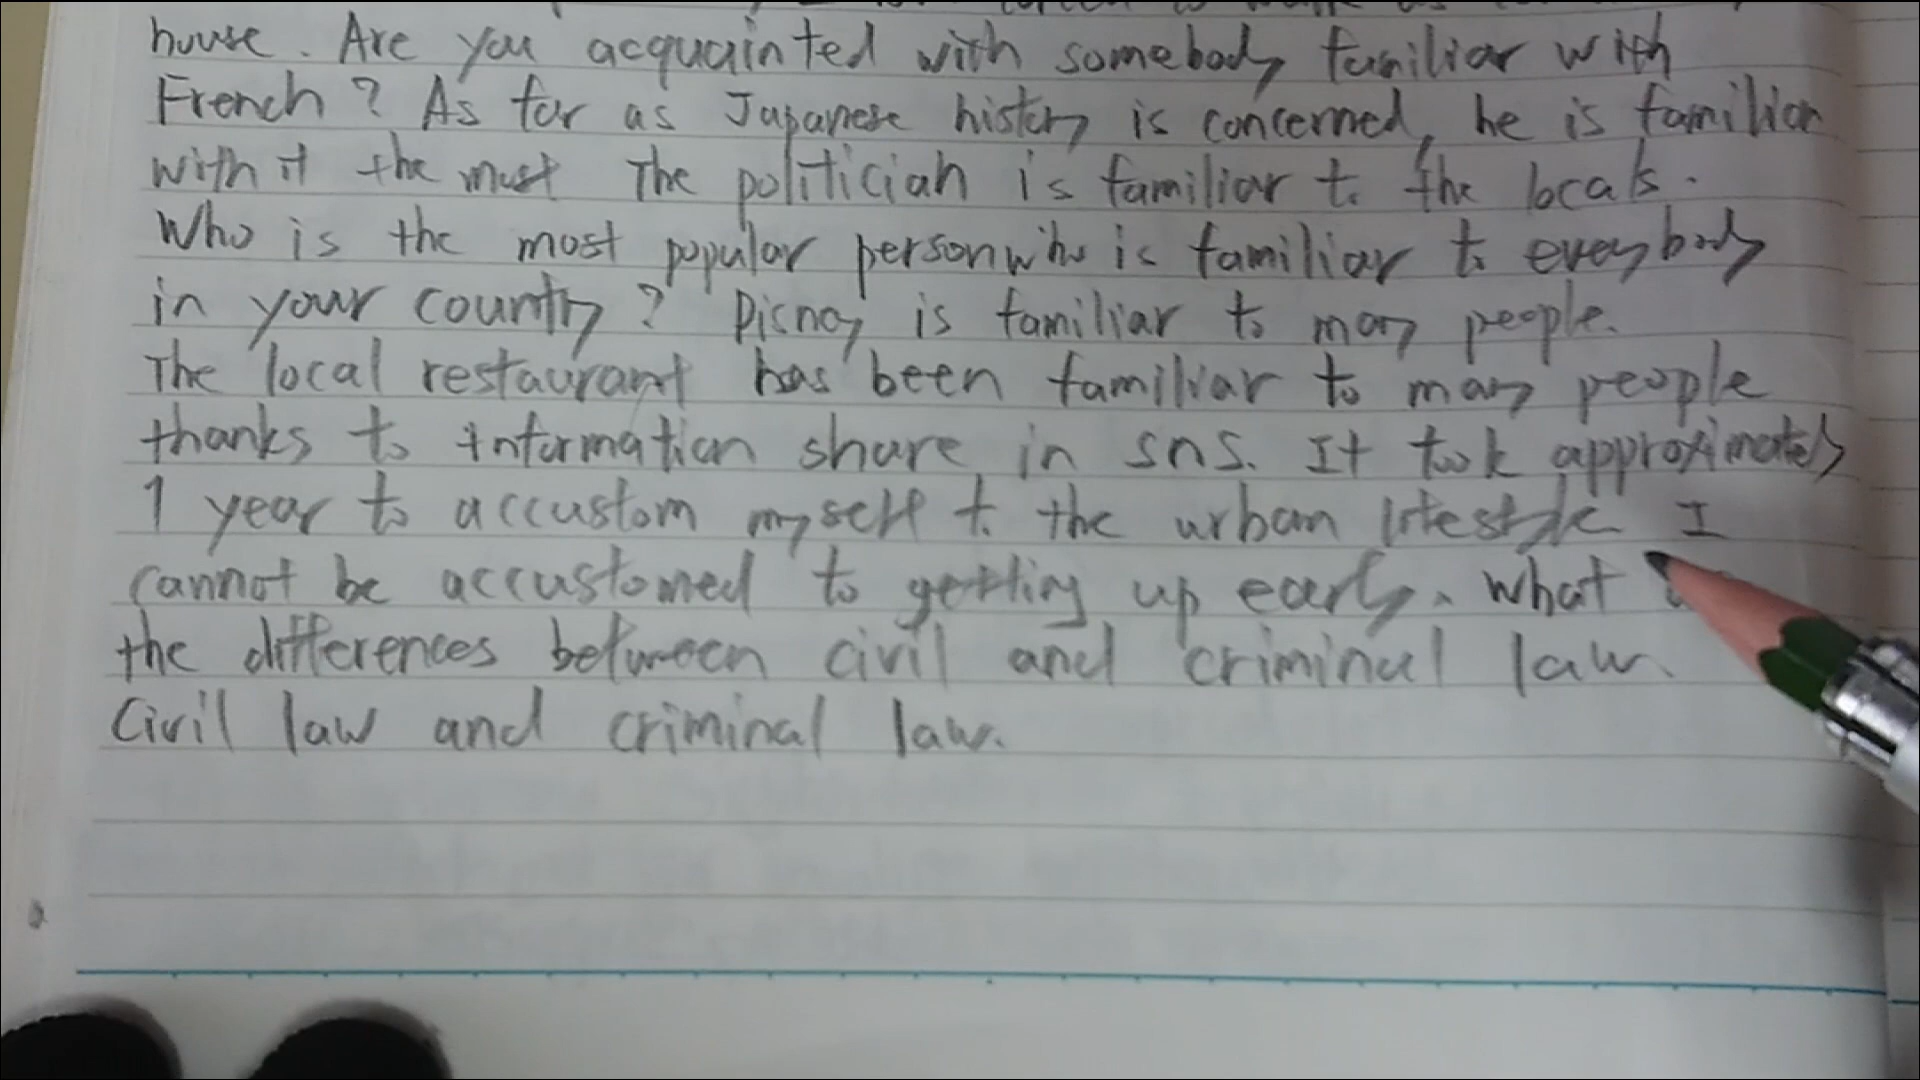 house. Are you acquainted with somebody familiar with
French? As far as Japanese history is concerned, he is familiar
with it the most The politician is familiar to the locals.
Who is the most popular person who is familiar to everybody
in your country? Disney is familiar to many people.
The local restaurant has been familiar to many people
thanks to information share in sns. It took approximately
1 year to accustom myself to the urban lifestyle I
cannot be accustomed to getting up early. What
the differences between civil and criminal law.
Civil law and criminal law.